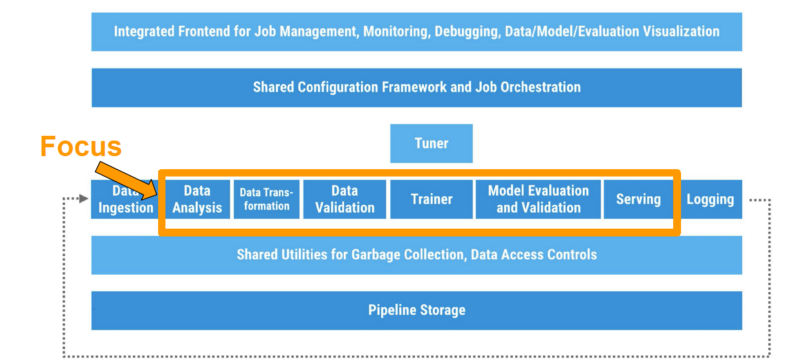 Integrated Frontend for Job Management, Monitoring, Debugging, Data/Model/Evaluation Visualization
Shared Configuration Framework and Job Orchestration
Focus
Tuner
Data
Ingestion
Data
Analysis
Data Trans-
formation
Data
Validation
Trainer
Model Evaluation
and Validation
Serving
Logging
Shared Utilities for Garbage Collection, Data Access Controls
Pipeline Storage